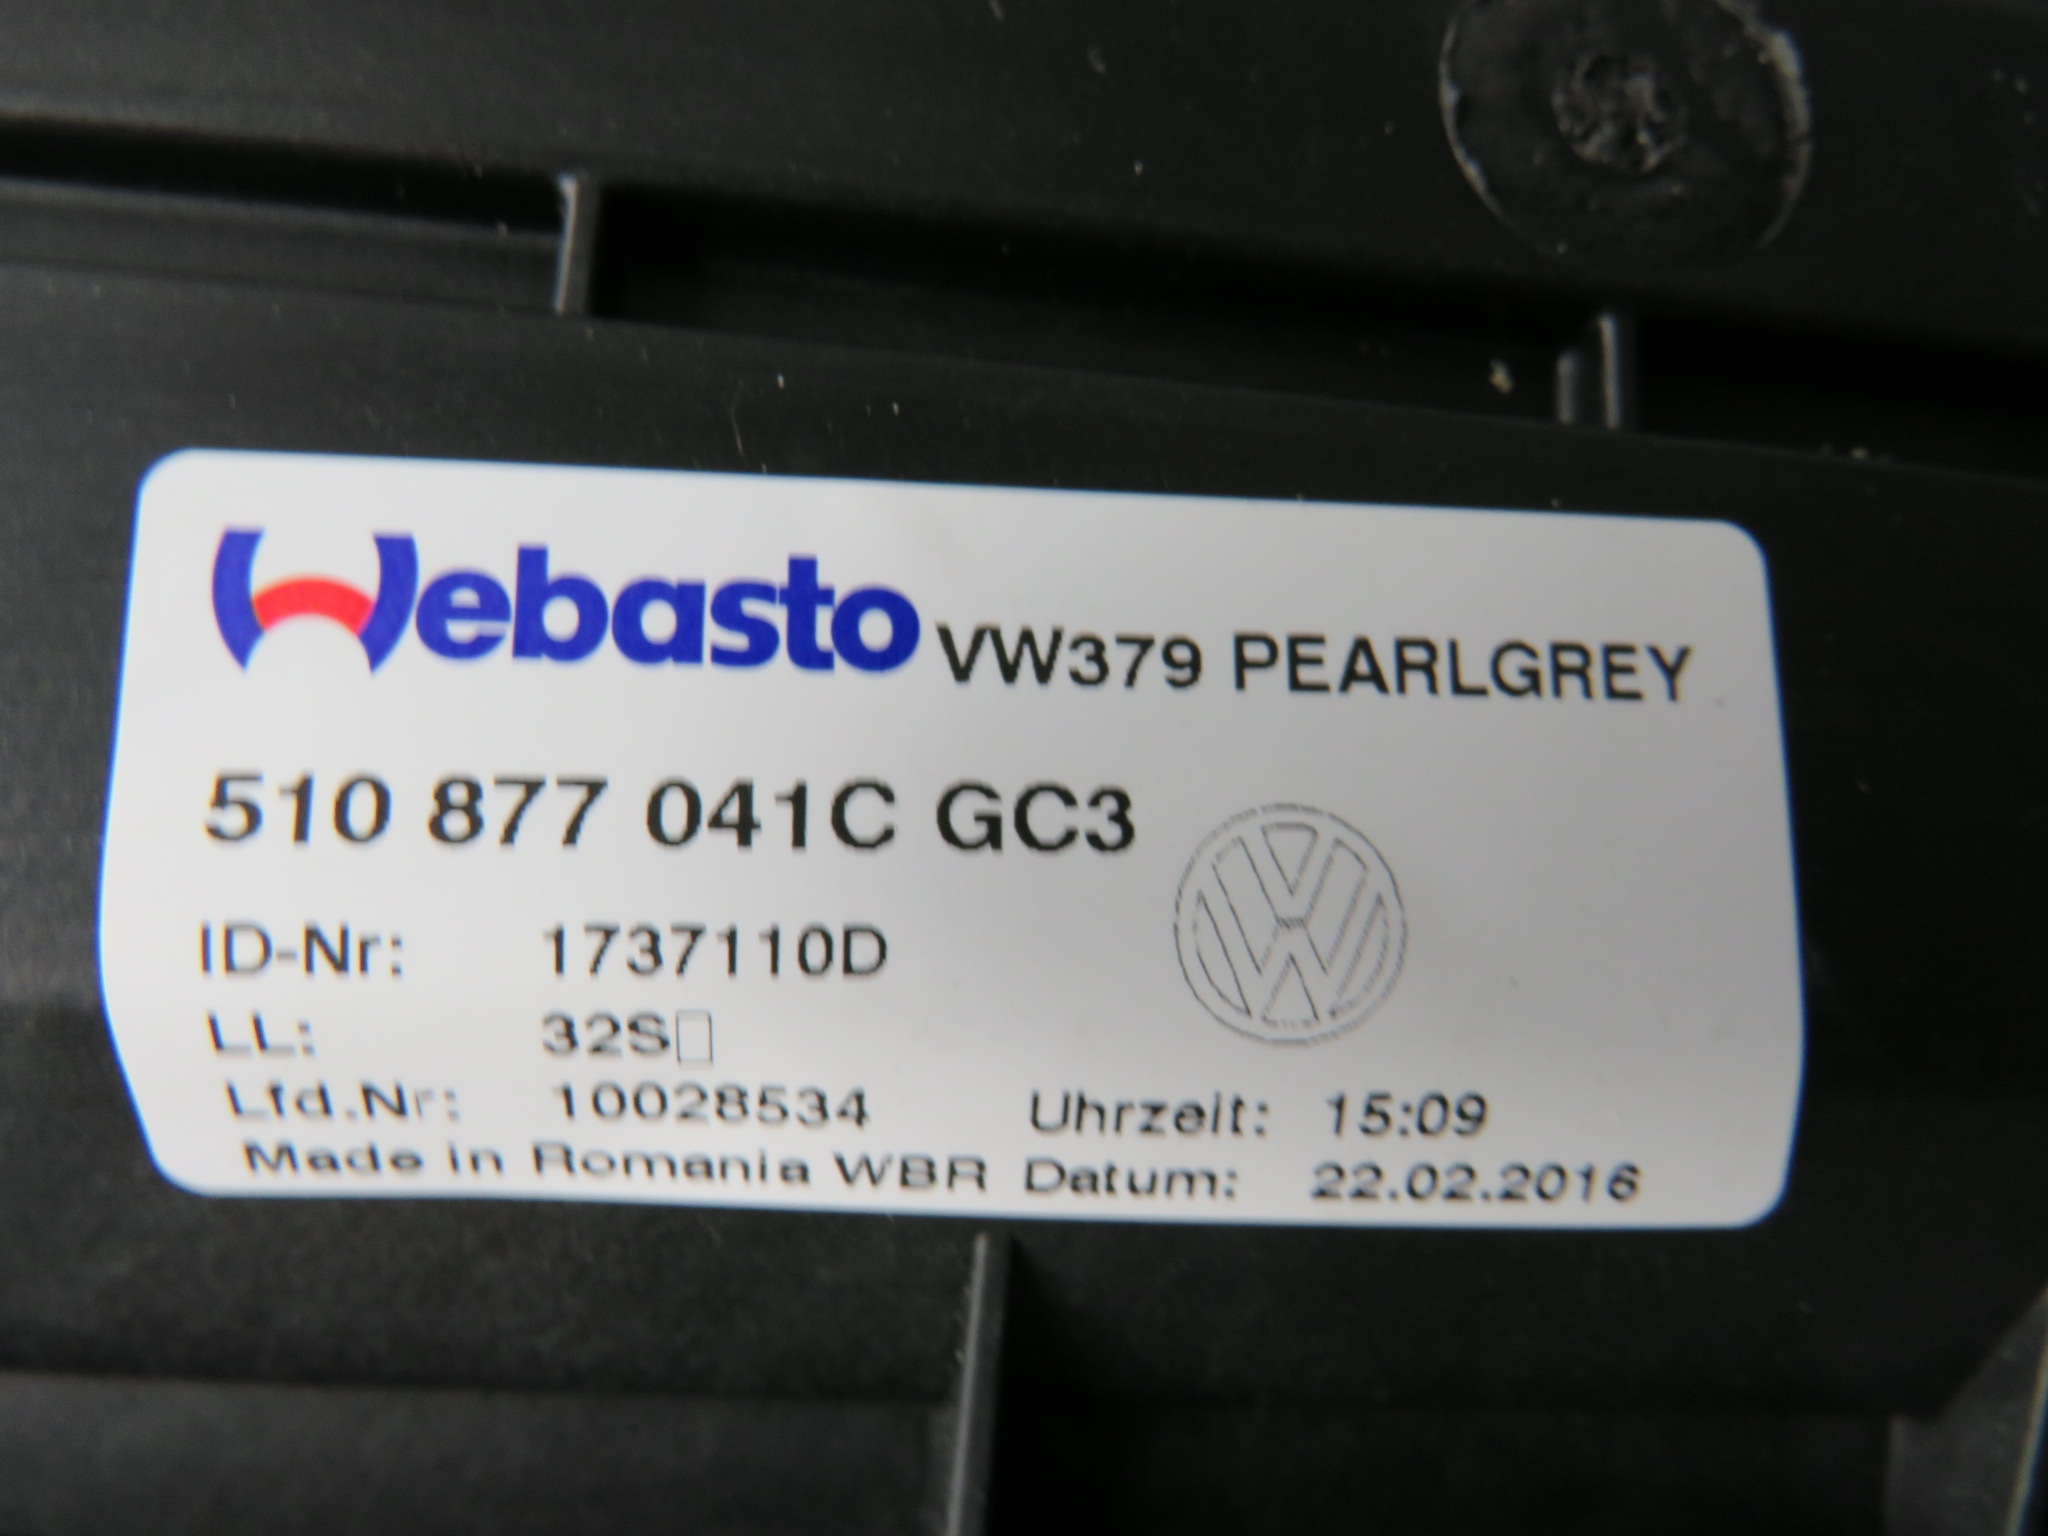 Webasto VW379 PEARLGREY
510 877 041C GC3
ID-Nr: 1737110D
LL: 32S▯
Lfd.Nr: 10028534 Uhrzeit: 15:09
Made in Romania WBR Datum: 22.02.2016